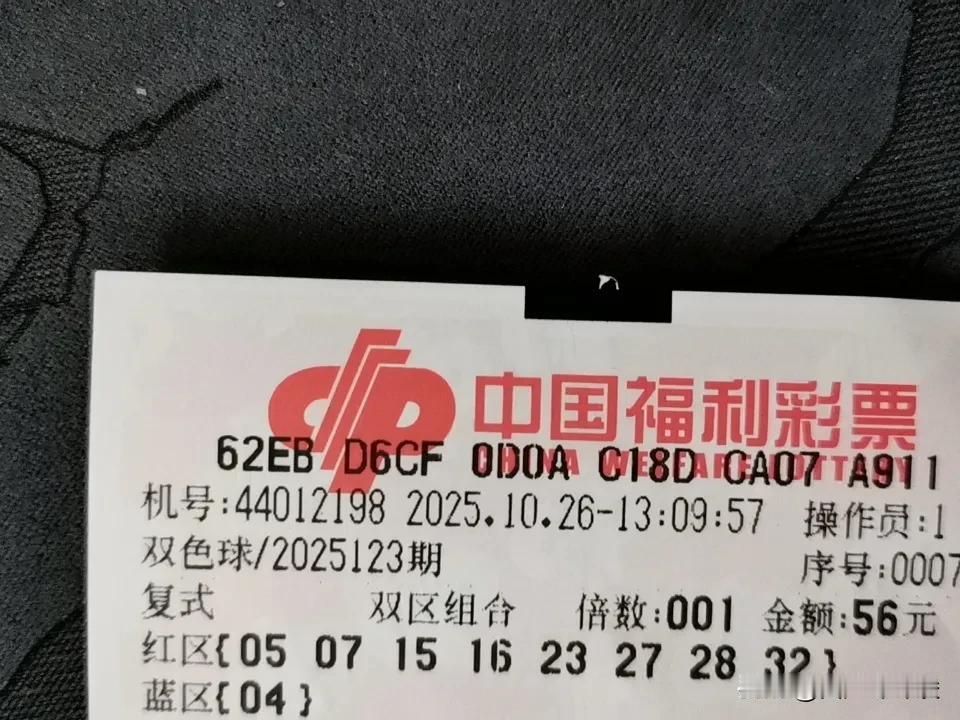 中国福利彩票
CHINA WELFARE LOTTERY
62EB D6CF 0D0A C18D CA07 A911
机号:44012198 2025.10.26-13:09:57 操作员:1
双色球/2025123期 序号:0007
复式 双区组合 倍数:001 金额:56元
红区{05 07 15 16 23 27 28 32}
蓝区{04}